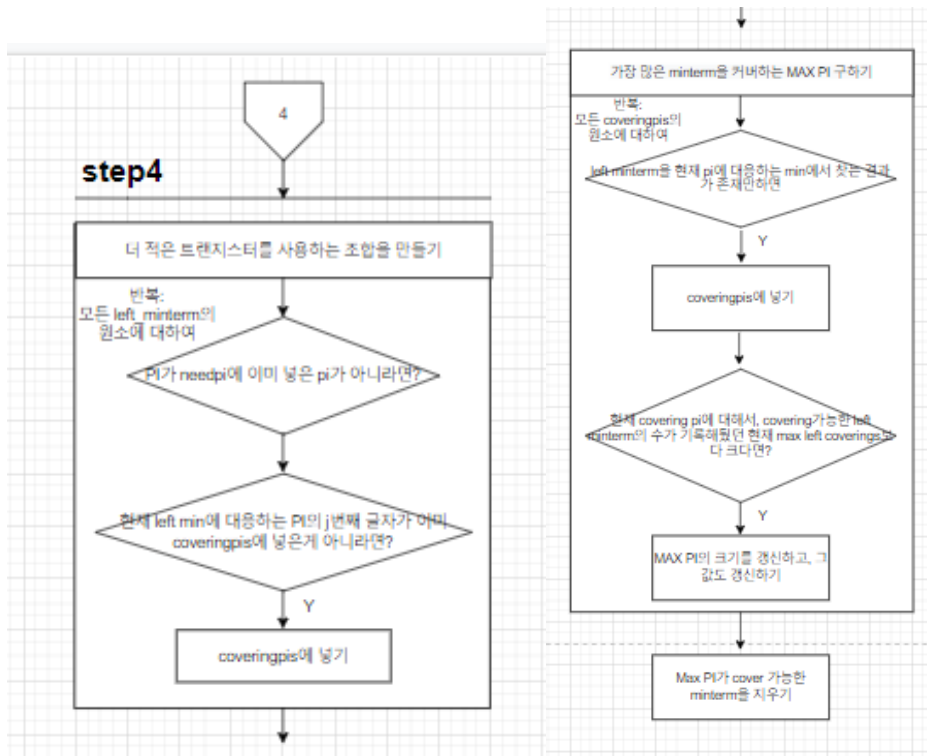 4
step4
더 적은 트랜지스터를 사용하는 조합을 만들기
반복:
모든 left_minterm의
원소에 대하여
PI가 needpi에 이미 넣은 pi가 아니라면?
현재 left min에 대응하는 PI의 j번째 글자가 이미
coveringpis에 넣은게 아니라면?
Y
coveringpis에 넣기
가장 많은 minterm을 커버하는 MAX PI 구하기
반복:
모든 coveringpis의
원소에 대하여
left minterm을 현재 pi에 대응하는 min에서 찾는 결과
가 존재만하면
Y
coveringpis에 넣기
현재 covering pi에 대해서, covering가능한 left
minterm의 수가 기록해뒀던 현재 max left coverings보
다 크다면?
Y
MAX PI의 크기를 갱신하고, 그
값도 갱신하기
Max PI가 cover 가능한
minterm을 지우기